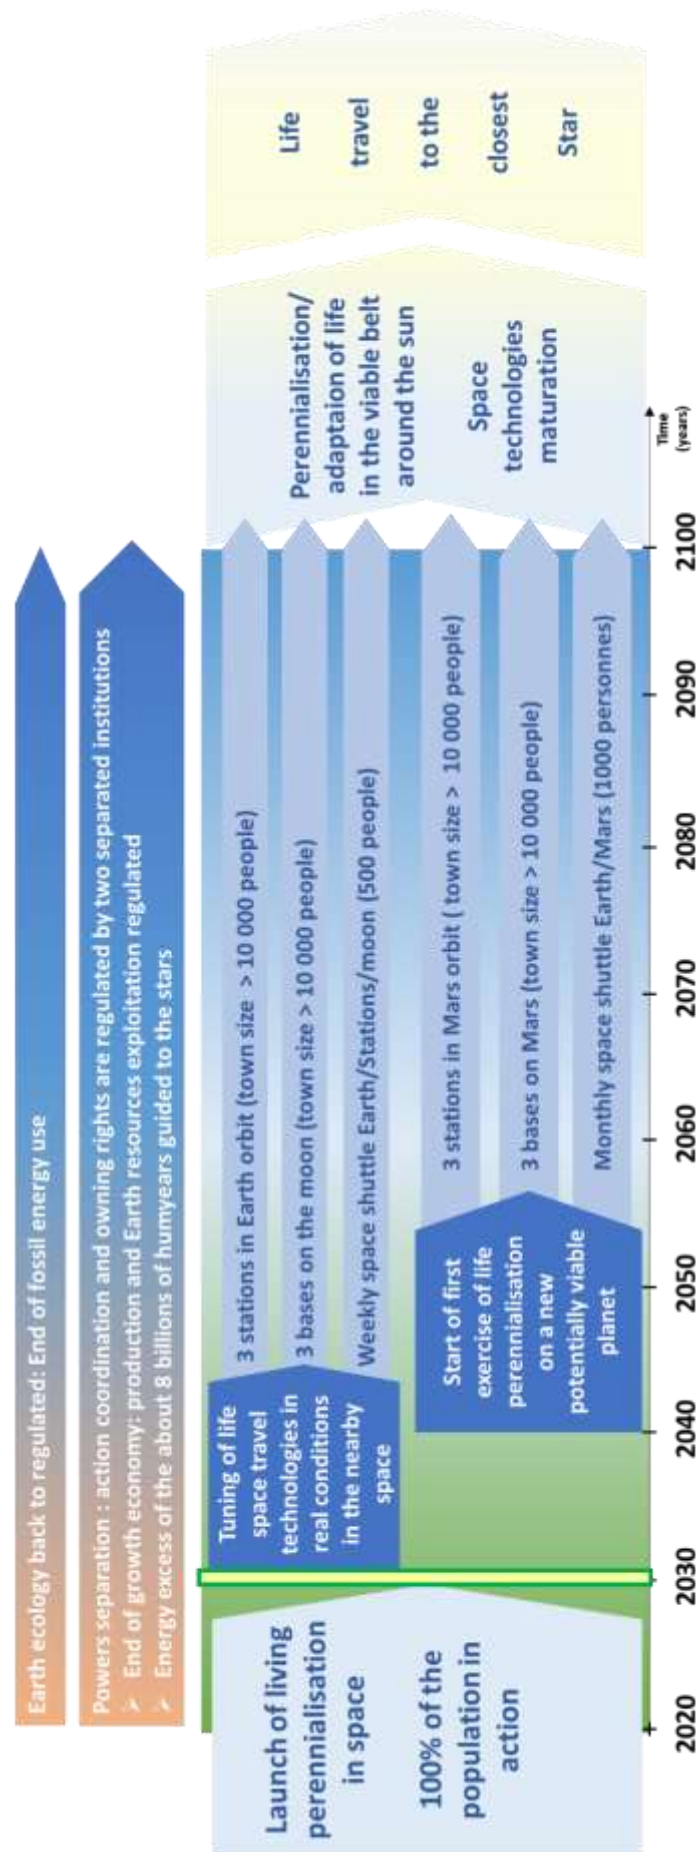 Earth ecology back to regulated: End of fossil energy use
Powers separation : action coordination and owning rights are regulated by two separated institutions
➢ End of growth economy: production and Earth resources exploitation regulated
➢ Energy excess of the about 8 billions of humyears guided to the stars
Launch of living
perennialisation
in space
100% of the
population in
action
Tuning of life
space travel
technologies in
real conditions
in the nearby
space
3 stations in Earth orbit (town size > 10 000 people)
3 bases on the moon (town size > 10 000 people)
Weekly space shuttle Earth/Stations/moon (500 people)
Start of first
exercise of life
perennialisation
on a new
potentially viable
planet
3 stations in Mars orbit ( town size > 10 000 people)
3 bases on Mars (town size > 10 000 people)
Monthly space shuttle Earth/Mars (1000 personnes)
Perennialisation/
adaptaion of life
in the viable belt
around the sun
Space
technologies
maturation
Life
travel
to the
closest
Star
2020 2030 2040 2050 2060 2070 2080 2090 2100
Time
(years)